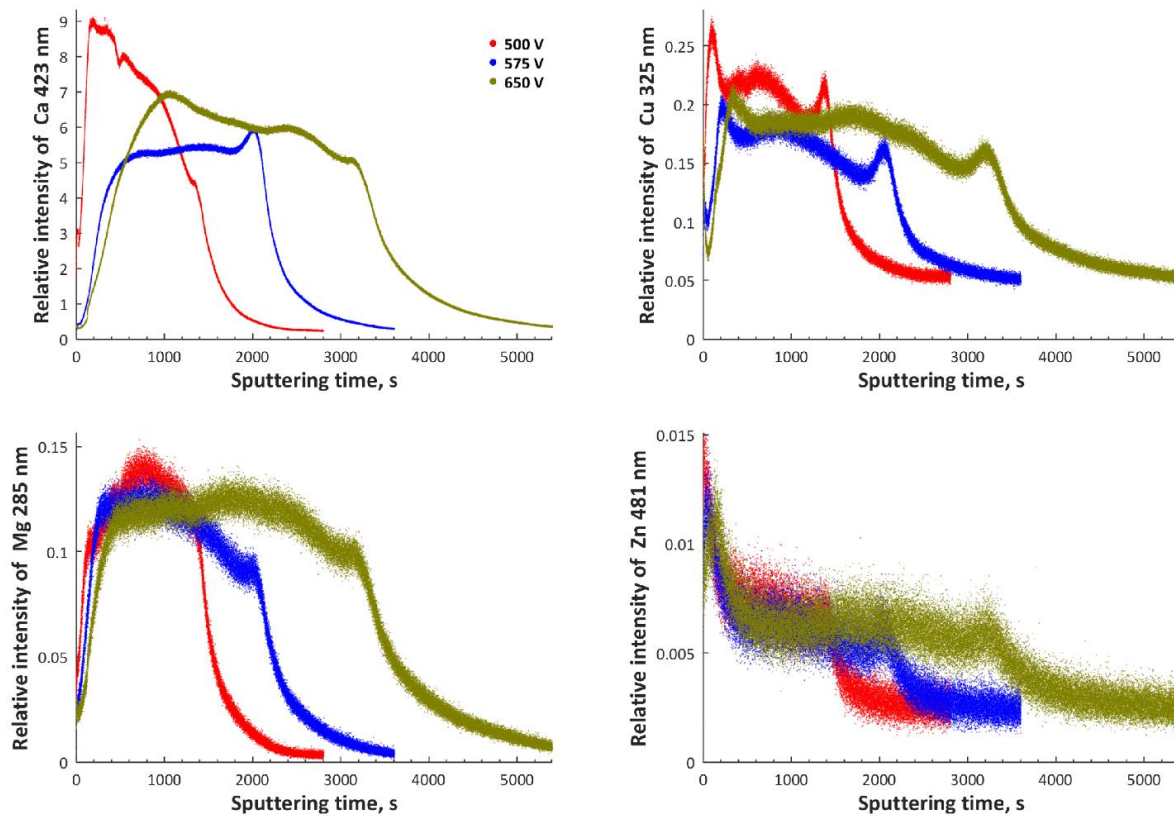 Relative intensity of Ca 423 nm
9
8
7
6
5
4
3
2
1
0
0 1000 2000 3000 4000 5000
Sputtering time, s
500 V
575 V
650 V
Relative intensity of Cu 325 nm
0.25
0.2
0.15
0.1
0.05
0
0 1000 2000 3000 4000 5000
Sputtering time, s
Relative intensity of Mg 285 nm
0.15
0.1
0.05
0
0 1000 2000 3000 4000 5000
Sputtering time, s
Relative intensity of Zn 481 nm
0.015
0.01
0.005
0
0 1000 2000 3000 4000 5000
Sputtering time, s